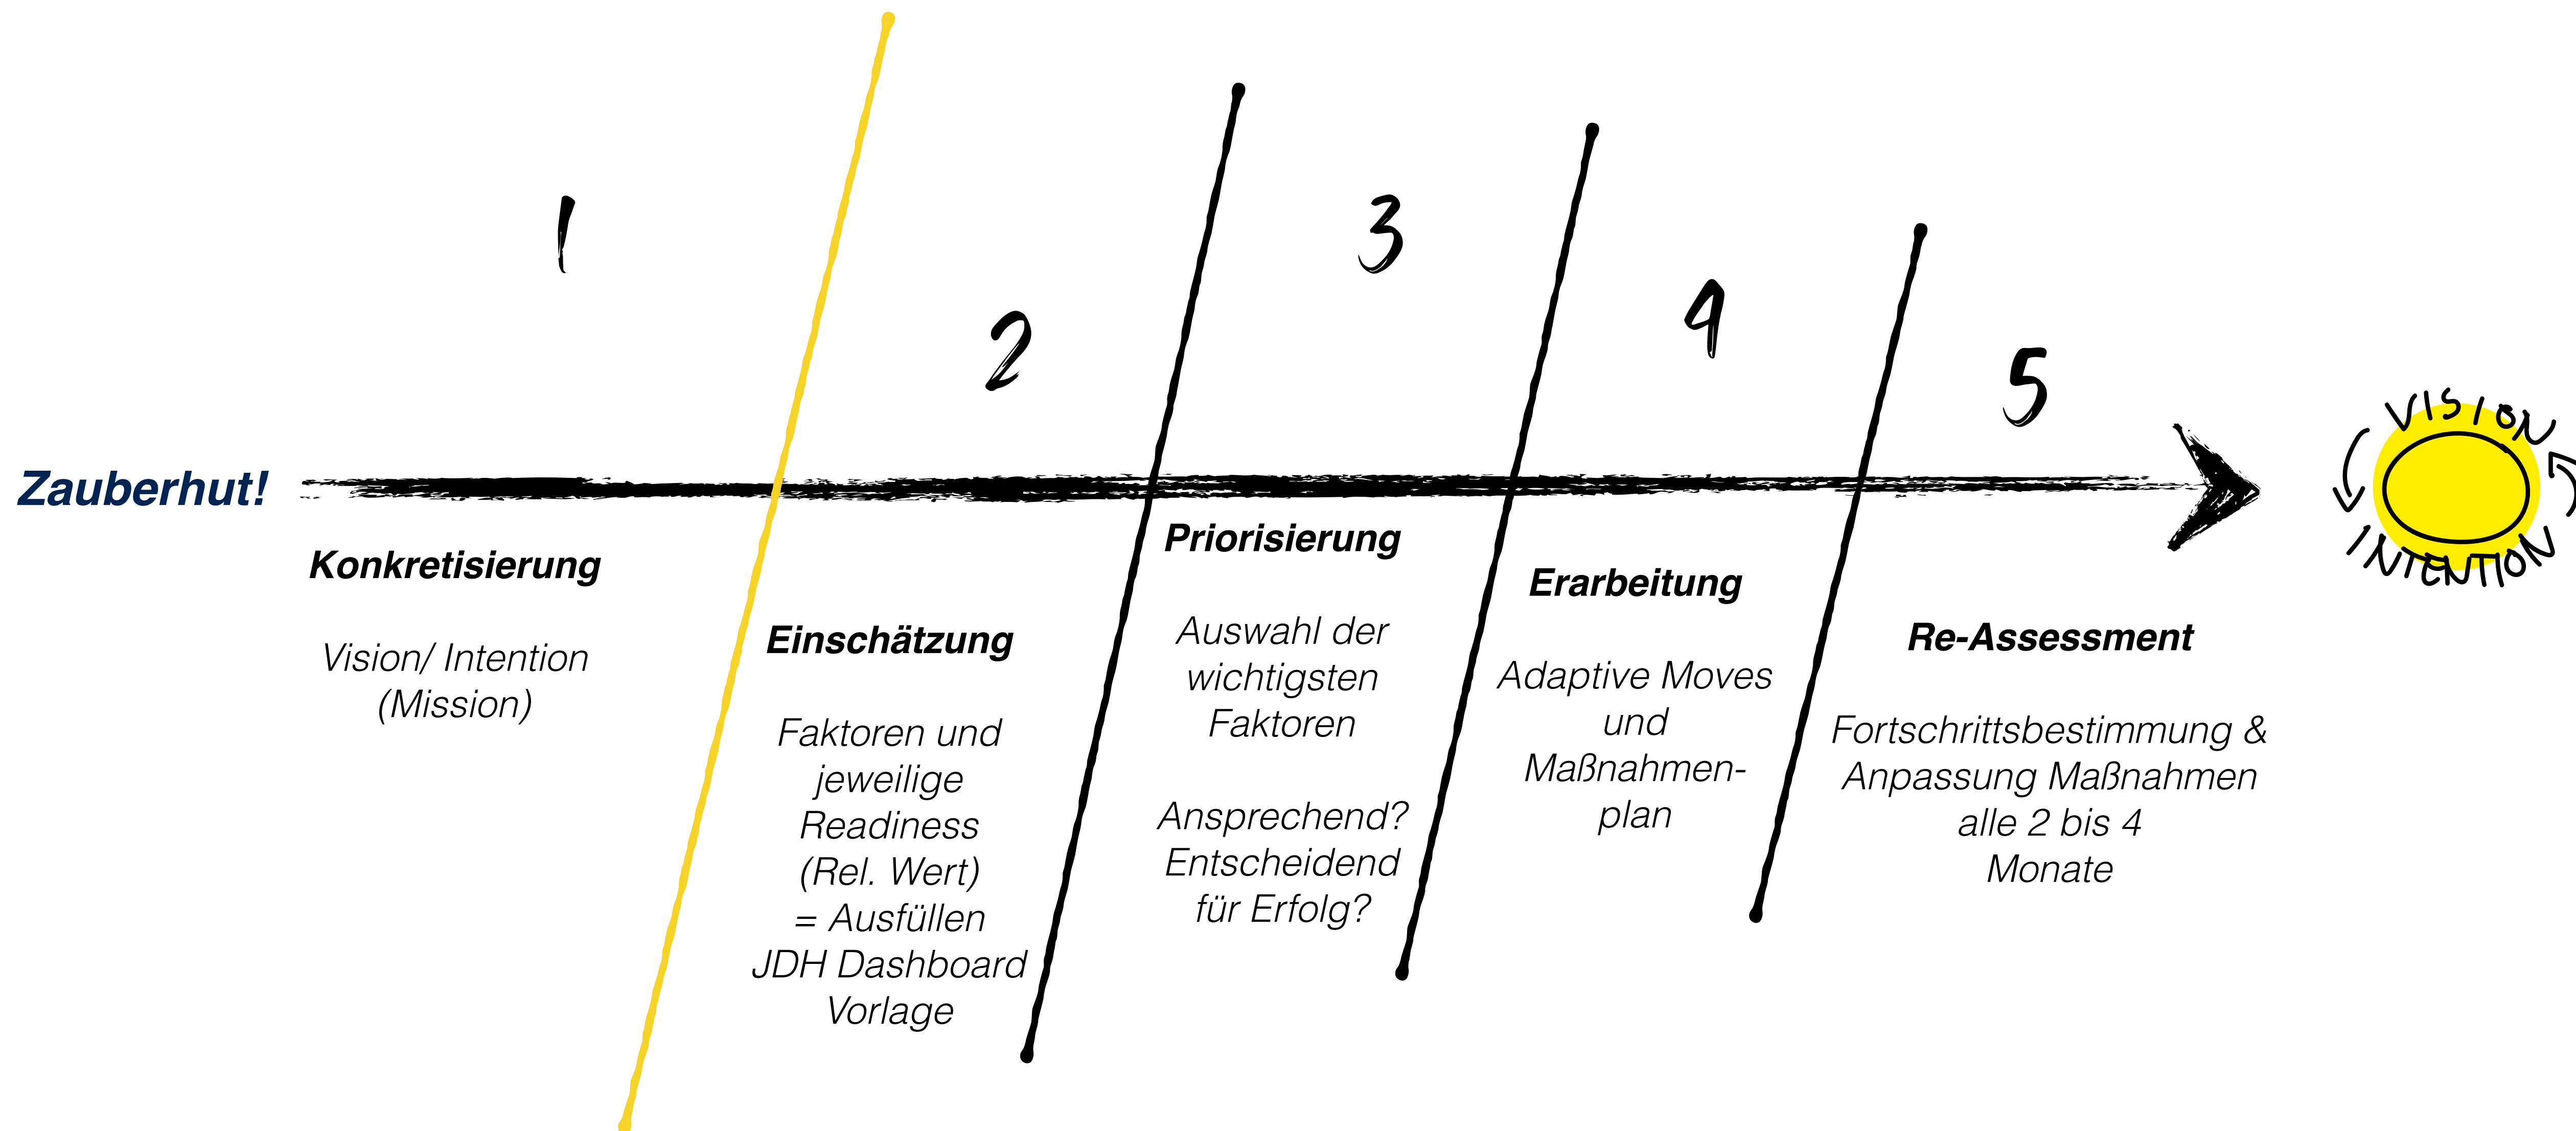 Zauberhut!
1
Konkretisierung
Vision/ Intention
(Mission)
2
Einschätzung
Faktoren und
jeweilige
Readiness
(Rel. Wert)
= Ausfüllen
JDH Dashboard
Vorlage
3
Priorisierung
Auswahl der
wichtigsten
Faktoren
Ansprechend?
Entscheidend
für Erfolg?
4
Erarbeitung
Adaptive Moves
und
Maßnahmen-
plan
5
Re-Assessment
Fortschrittsbestimmung &
Anpassung Maßnahmen
alle 2 bis 4
Monate
VISION
INTENTION